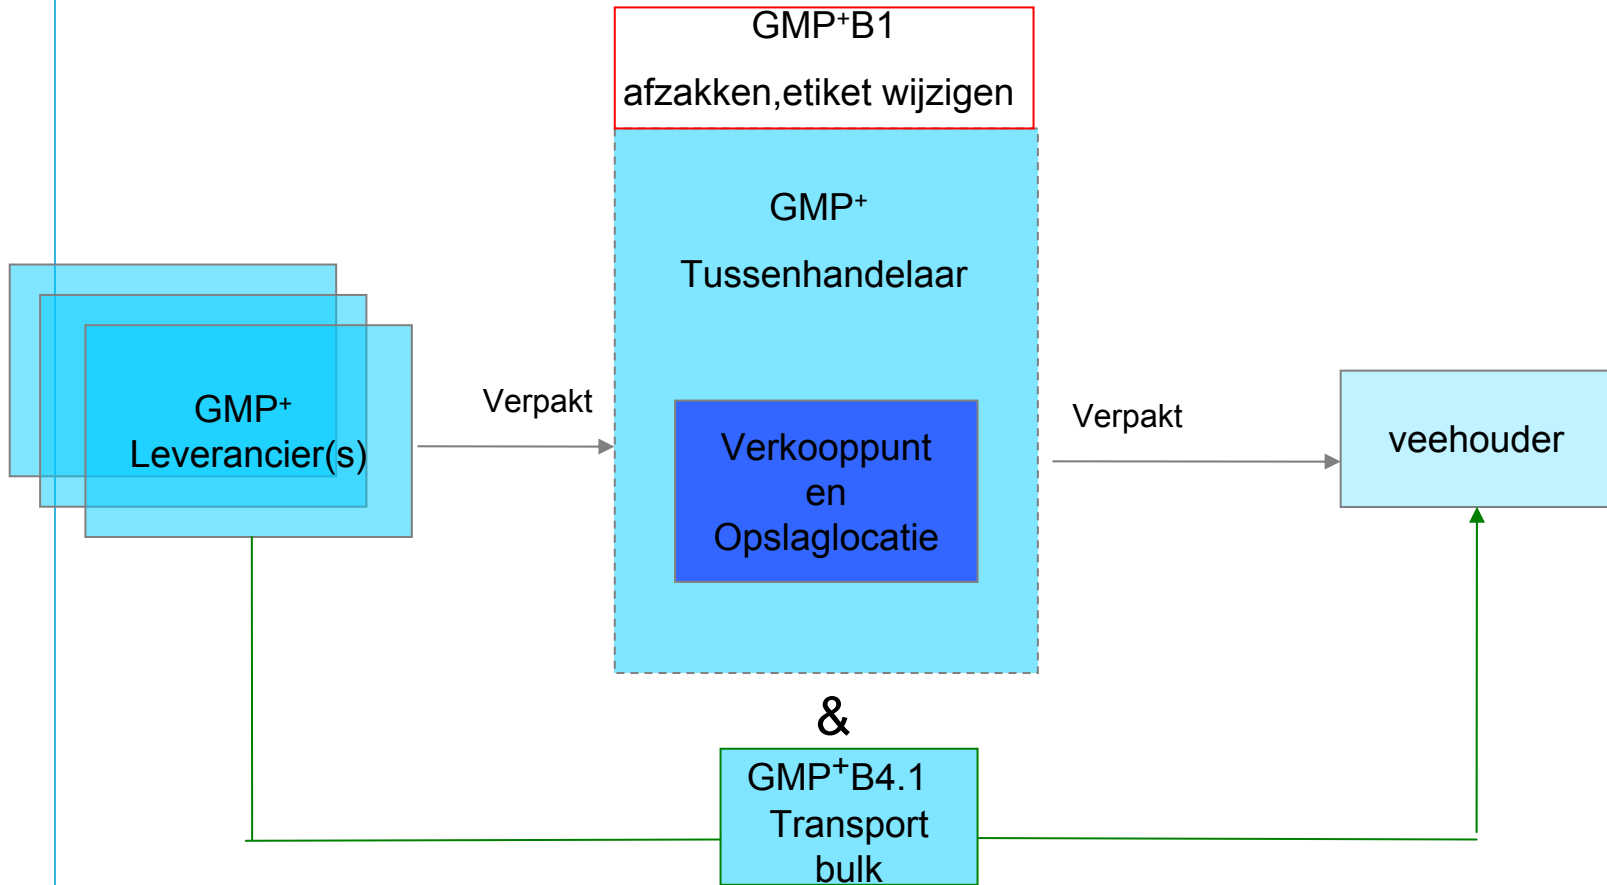 GMP⁺B1
afzakken,etiket wijzigen
GMP⁺
Tussenhandelaar
GMP⁺
Leverancier(s)
Verpakt
Verkooppunt
en
Opslaglocatie
Verpakt
veehouder
&
GMP⁺B4.1
Transport
bulk